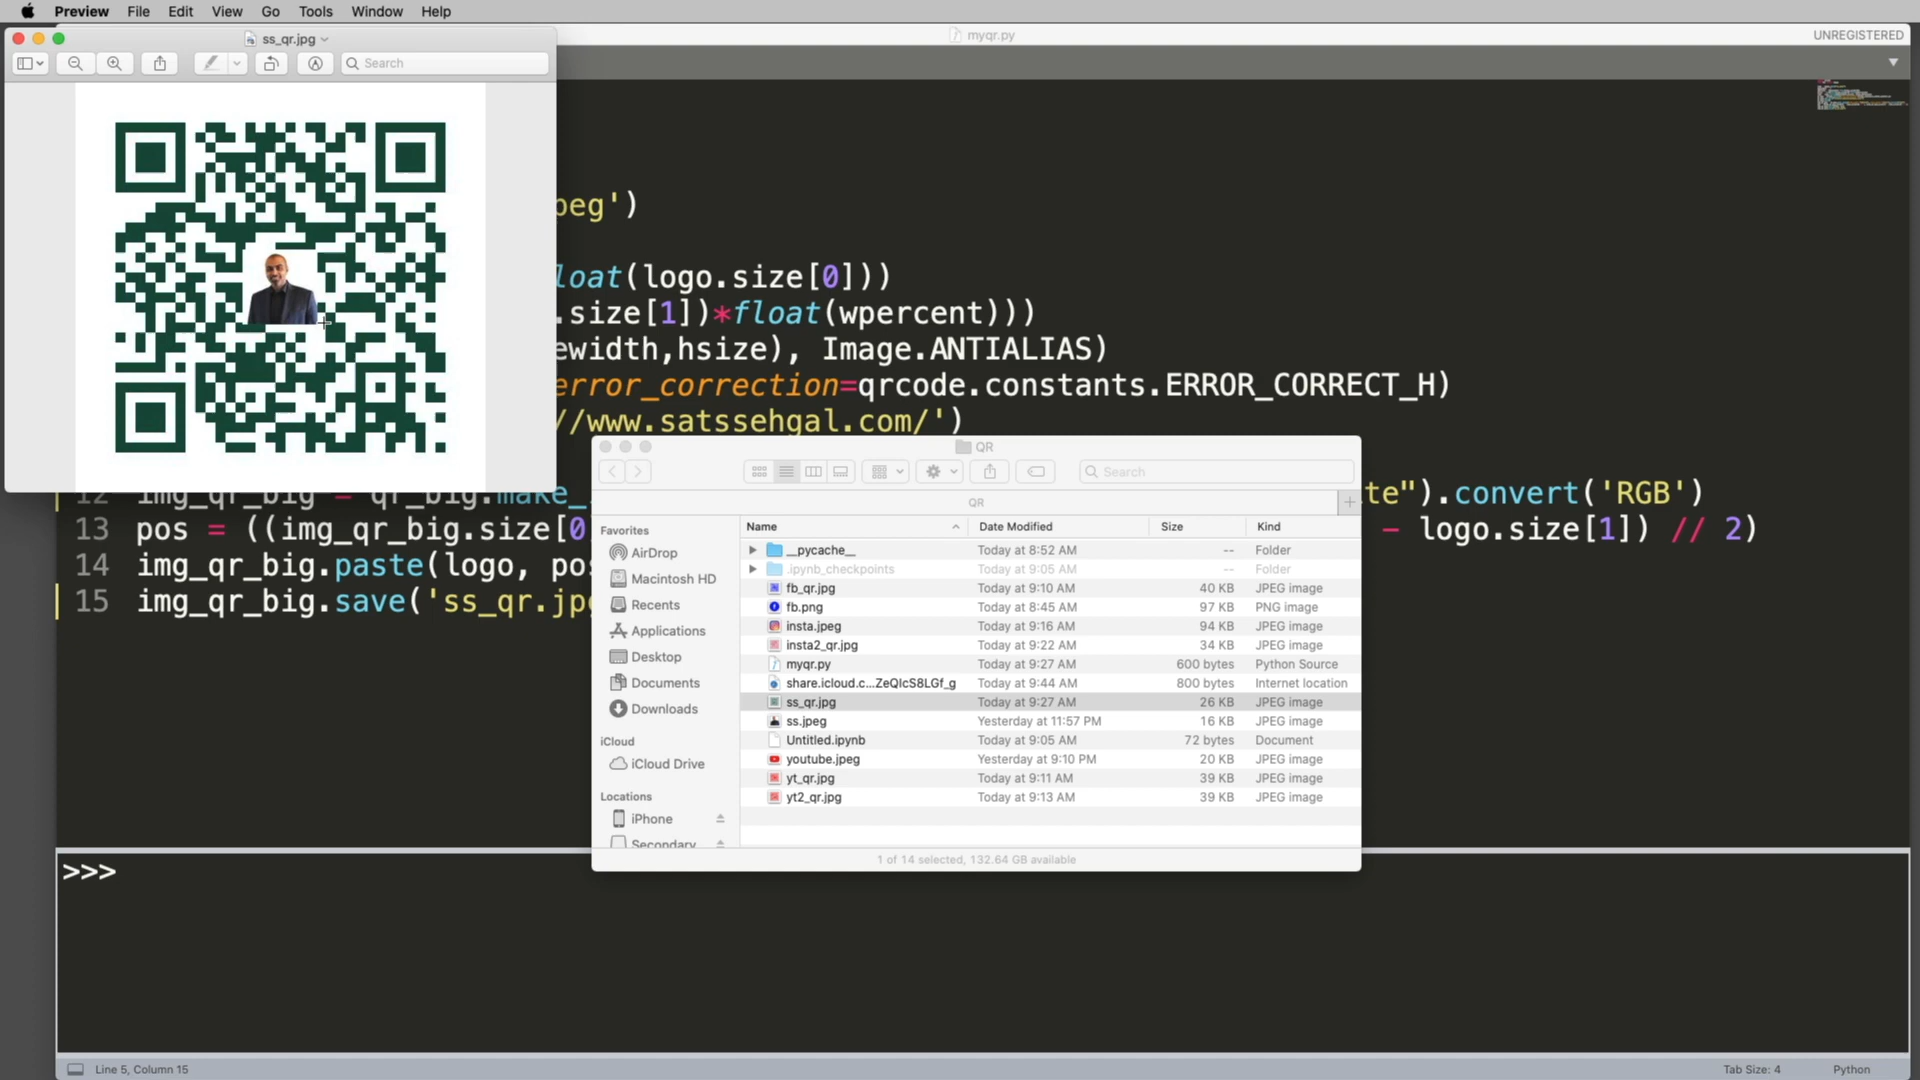 Preview File Edit View Go Tools Window Help
ss_qr.jpg
myqr.py
UNREGISTERED
Search
peg')
loat(logo.size[0]))
.size[1])*float(wpercent)))
ewidth,hsize), Image.ANTIALIAS)
error_correction=qrcode.constants.ERROR_CORRECT_H)
//www.satssehgal.com/')
12 img_qr_big = qr_big.make_ te").convert('RGB')
13 pos = ((img_qr_big.size[0 - logo.size[1]) // 2)
14 img_qr_big.paste(logo, pos
15 img_qr_big.save('ss_qr.jp
QR
Search
QR
Favorites
AirDrop
Macintosh HD
Recents
Applications
Desktop
Documents
Downloads
iCloud
iCloud Drive
Locations
iPhone
Secondary
Name Date Modified Size Kind
__pycache__ Today at 8:52 AM -- Folder
.ipynb_checkpoints Today at 9:05 AM -- Folder
fb_qr.jpg Today at 9:10 AM 40 KB JPEG image
fb.png Today at 8:45 AM 97 KB PNG image
insta.jpeg Today at 9:16 AM 94 KB JPEG image
insta2_qr.jpg Today at 9:22 AM 34 KB JPEG image
myqr.py Today at 9:27 AM 600 bytes Python Source
share.icloud.c...ZeQlcS8LGf_g Today at 9:44 AM 800 bytes Internet location
ss_qr.jpg Today at 9:27 AM 26 KB JPEG image
ss.jpeg Yesterday at 11:57 PM 16 KB JPEG image
Untitled.ipynb Today at 9:05 AM 72 bytes Document
youtube.jpeg Yesterday at 9:10 PM 20 KB JPEG image
yt_qr.jpg Today at 9:11 AM 39 KB JPEG image
yt2_qr.jpg Today at 9:13 AM 39 KB JPEG image
1 of 14 selected, 132.64 GB available
>>>
Line 5, Column 15
Tab Size: 4
Python